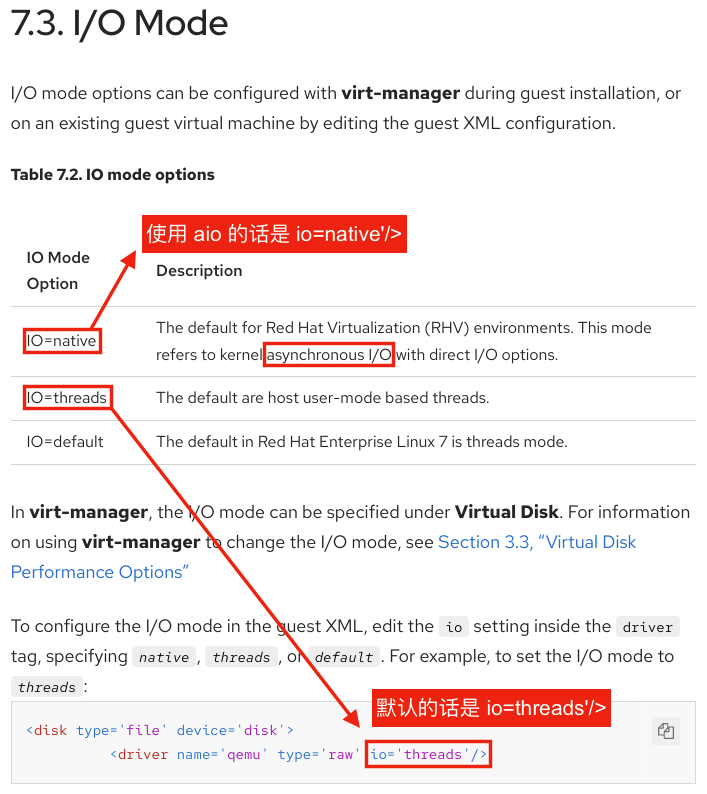 7.3. I/O Mode
I/O mode options can be configured with virt-manager during guest installation, or
on an existing guest virtual machine by editing the guest XML configuration.
Table 7.2. IO mode options
使用 aio 的话是 io=native'/>
IO Mode
Option
Description
IO=native
The default for Red Hat Virtualization (RHV) environments. This mode
refers to kernel asynchronous I/O with direct I/O options.
IO=threads
The default are host user-mode based threads.
IO=default
The default in Red Hat Enterprise Linux 7 is threads mode.
In virt-manager, the I/O mode can be specified under Virtual Disk. For information
on using virt-manager to change the I/O mode, see Section 3.3, “Virtual Disk
Performance Options”
To configure the I/O mode in the guest XML, edit the io setting inside the driver
tag, specifying native, threads, or default. For example, to set the I/O mode to
threads:
默认的话是 io=threads'/>
<disk type='file' device='disk'>
<driver name='qemu' type='raw' io='threads'/>